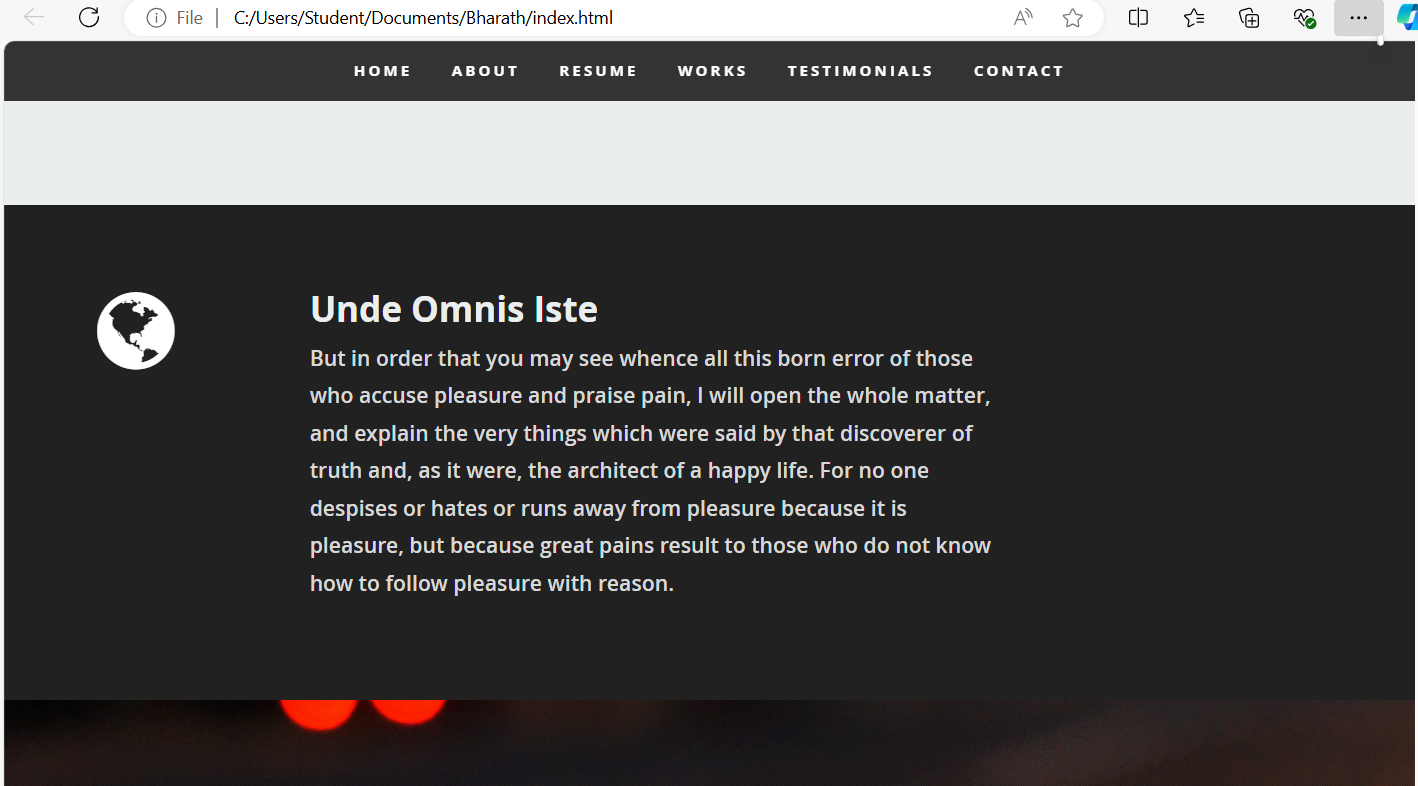 File | C:/Users/Student/Documents/Bharath/index.html
HOME ABOUT RESUME WORKS TESTIMONIALS CONTACT
Unde Omnis Iste
But in order that you may see whence all this born error of those
who accuse pleasure and praise pain, I will open the whole matter,
and explain the very things which were said by that discoverer of
truth and, as it were, the architect of a happy life. For no one
despises or hates or runs away from pleasure because it is
pleasure, but because great pains result to those who do not know
how to follow pleasure with reason.